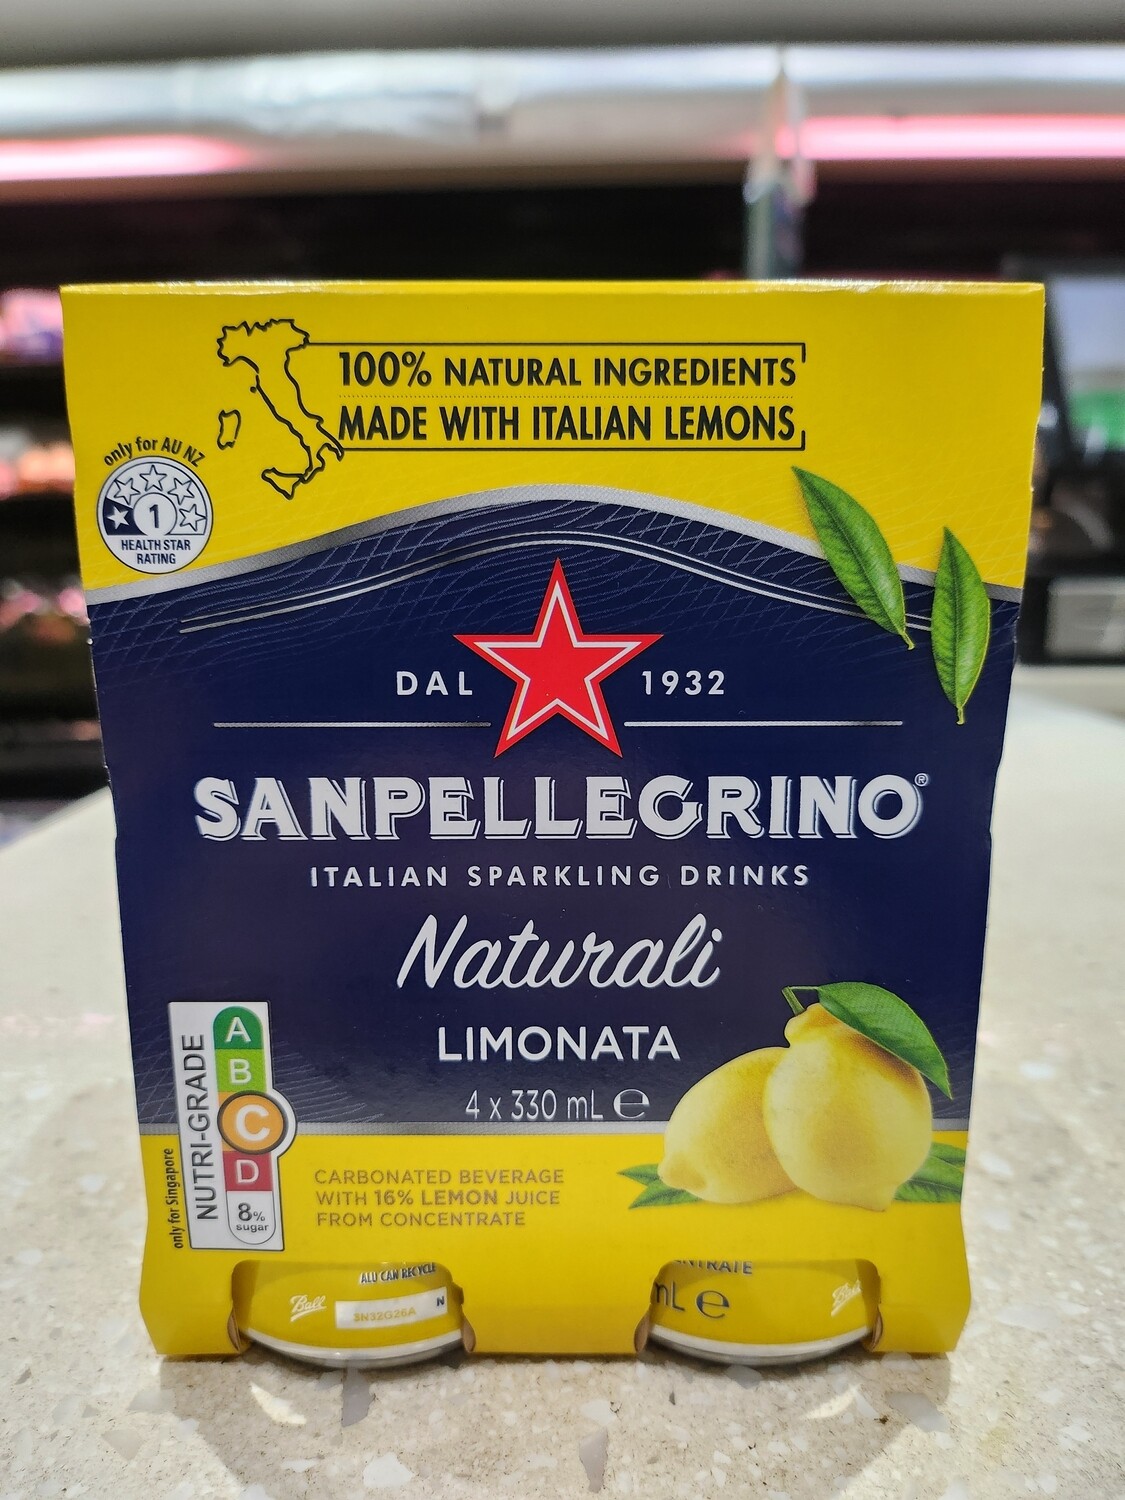 100% NATURAL INGREDIENTS
MADE WITH ITALIAN LEMONS
only for AU NZ
1
HEALTH STAR
RATING
DAL 1932
SANPELLEGRINO®
ITALIAN SPARKLING DRINKS
Naturali
LIMONATA
4 x 330 mL ℮
only for Singapore
NUTRI-GRADE
A
B
C
D
8%
sugar
CARBONATED BEVERAGE
WITH 16% LEMON JUICE
FROM CONCENTRATE
ALU CAN RECYCLE
Ball
N
mL ℮
Ball